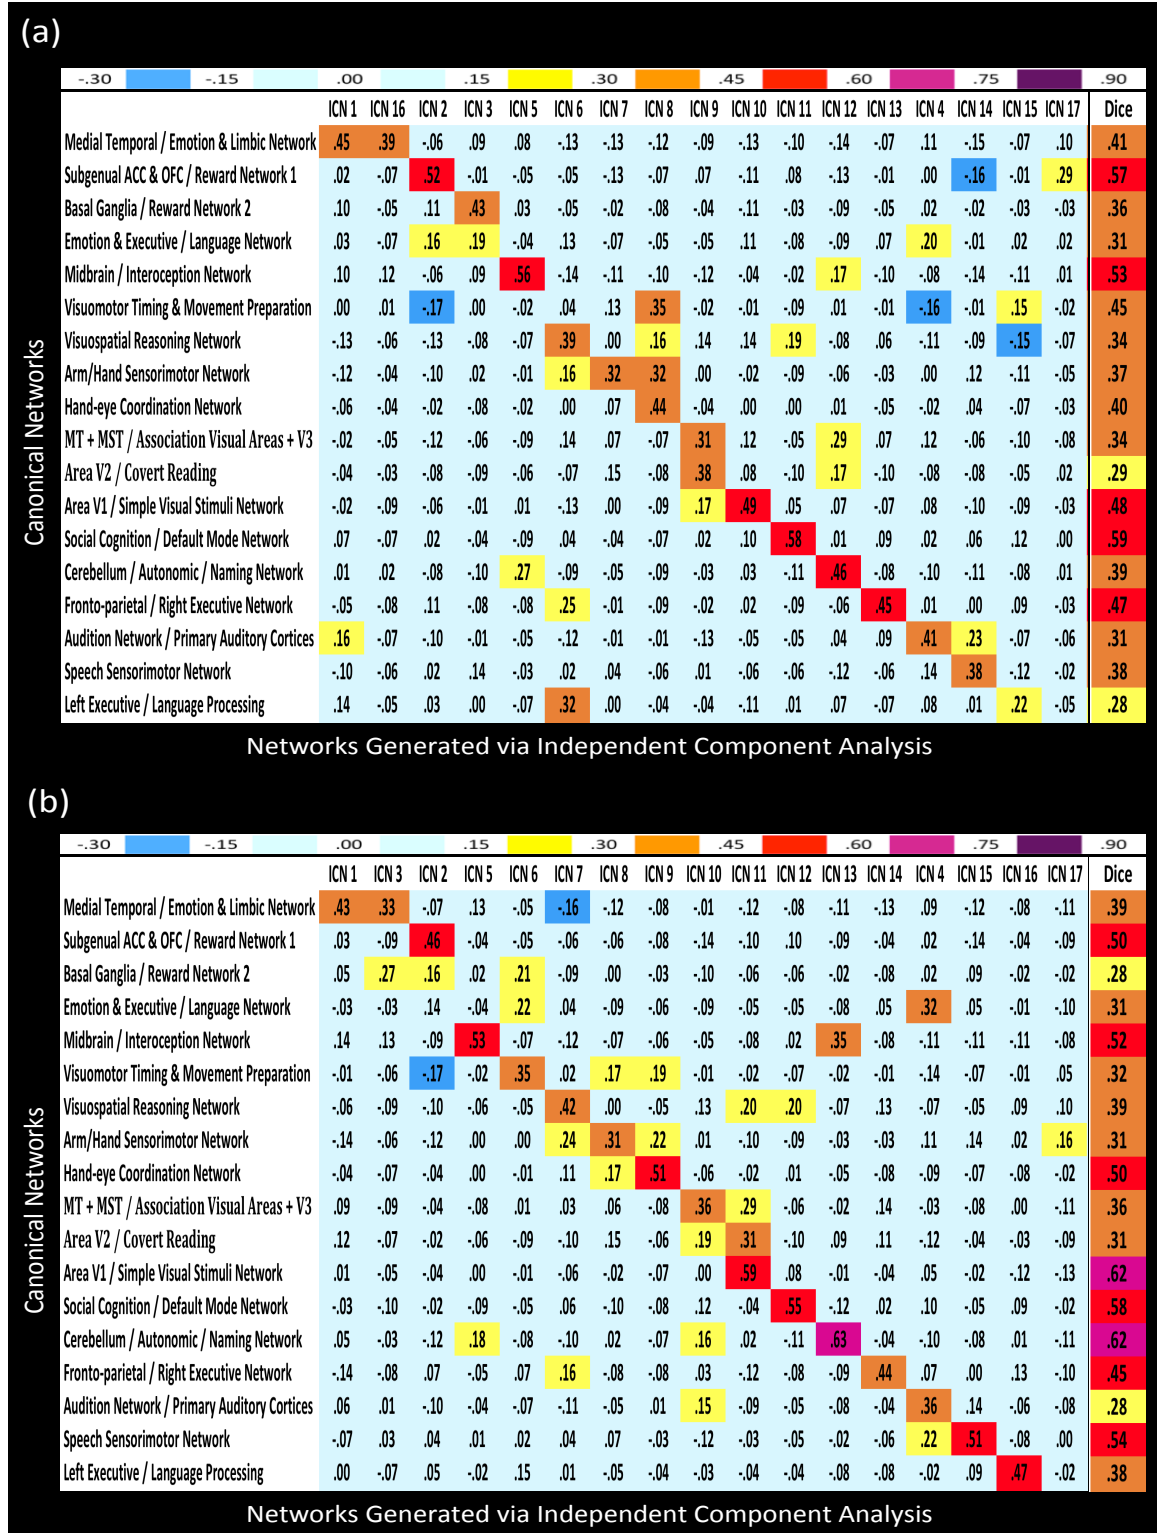 (a)
-.30 -.15 .00 .15 .30 .45 .60 .75 .90
ICN 1 ICN 16 ICN 2 ICN 3 ICN 5 ICN 6 ICN 7 ICN 8 ICN 9 ICN 10 ICN 11 ICN 12 ICN 13 ICN 4 ICN 14 ICN 15 ICN 17 Dice
Medial Temporal / Emotion & Limbic Network .45 .39 -.06 .09 .08 -.13 -.13 -.12 -.09 -.13 -.10 -.14 -.07 .11 -.15 -.07 .10 .41
Subgenual ACC & OFC / Reward Network 1 .02 -.07 .52 -.01 -.05 -.05 -.13 -.07 .07 -.11 .08 -.13 -.01 .00 -.16 -.01 .29 .57
Basal Ganglia / Reward Network 2 .10 -.05 .11 .43 .03 -.05 -.02 -.08 -.04 -.11 -.03 -.09 -.05 .02 -.02 -.03 -.03 .36
Emotion & Executive / Language Network .03 -.07 .16 .19 -.04 .13 -.07 -.05 -.05 .11 -.08 -.09 .07 .20 -.01 .02 .02 .31
Midbrain / Interoception Network .10 .12 -.06 .09 .56 -.14 -.11 -.10 -.12 -.04 -.02 .17 -.10 -.08 -.14 -.11 .01 .53
Visuomotor Timing & Movement Preparation .00 .01 -.17 .00 -.02 .04 .13 .35 -.02 -.01 -.09 .01 -.01 -.16 -.01 .15 -.02 .45
Visuospatial Reasoning Network -.13 -.06 -.13 -.08 -.07 .39 .00 .16 .14 .14 .19 -.08 .06 -.11 -.09 -.15 -.07 .34
Arm/Hand Sensorimotor Network -.12 -.04 -.10 .02 -.01 .16 .32 .32 .00 -.02 -.09 -.06 -.03 .00 .12 -.11 -.05 .37
Hand-eye Coordination Network -.06 -.04 -.02 -.08 -.02 .00 .07 .44 -.04 .00 .00 .01 -.05 -.02 .04 -.07 -.03 .40
MT + MST / Association Visual Areas + V3 -.02 -.05 -.12 -.06 -.09 .14 .07 -.07 .31 .12 -.05 .29 .07 .12 -.06 -.10 -.08 .34
Area V2 / Covert Reading -.04 -.03 -.08 -.09 -.06 -.07 .15 -.08 .38 .08 -.10 .17 -.10 -.08 -.08 -.05 .02 .29
Area V1 / Simple Visual Stimuli Network -.02 -.09 -.06 -.01 .01 -.13 .00 -.09 .17 .49 .05 .07 -.07 .08 -.10 -.09 -.03 .48
Social Cognition / Default Mode Network .07 -.07 .02 -.04 -.09 .04 -.04 -.07 .02 .10 .58 .01 .09 .02 .06 .12 .00 .59
Cerebellum / Autonomic / Naming Network .01 .02 -.08 -.10 .27 -.09 -.05 -.09 -.03 .03 -.11 .46 -.08 -.10 -.11 -.08 .01 .39
Fronto-parietal / Right Executive Network -.05 -.08 .11 -.08 -.08 .25 -.01 -.09 -.02 .02 -.09 -.06 .45 .01 .00 .09 -.03 .47
Audition Network / Primary Auditory Cortices .16 -.07 -.10 -.01 -.05 -.12 -.01 -.01 -.13 -.05 -.05 .04 .09 .41 .23 -.07 -.06 .31
Speech Sensorimotor Network -.10 -.06 .02 .14 -.03 .02 .04 -.06 .01 -.06 -.06 -.12 -.06 .14 .38 -.12 -.02 .38
Left Executive / Language Processing .14 -.05 .03 .00 -.07 .32 .00 -.04 -.04 -.11 .01 .07 -.07 .08 .01 .22 -.05 .28
Canonical Networks
Networks Generated via Independent Component Analysis
(b)
-.30 -.15 .00 .15 .30 .45 .60 .75 .90
ICN 1 ICN 3 ICN 2 ICN 5 ICN 6 ICN 7 ICN 8 ICN 9 ICN 10 ICN 11 ICN 12 ICN 13 ICN 14 ICN 4 ICN 15 ICN 16 ICN 17 Dice
Medial Temporal / Emotion & Limbic Network .43 .33 -.07 .13 -.05 -.16 -.12 -.08 -.01 -.12 -.08 -.11 -.13 .09 -.12 -.08 -.11 .39
Subgenual ACC & OFC / Reward Network 1 .03 -.09 .46 -.04 -.05 -.06 -.06 -.08 -.14 -.10 .10 -.09 -.04 .02 -.14 -.04 -.09 .50
Basal Ganglia / Reward Network 2 .05 .27 .16 .02 .21 -.09 .00 -.03 -.10 -.06 -.06 -.02 -.08 .02 .09 -.02 -.02 .28
Emotion & Executive / Language Network -.03 -.03 .14 -.04 .22 .04 -.09 -.06 -.09 -.05 -.05 -.08 .05 .32 .05 -.01 -.10 .31
Midbrain / Interoception Network .14 .13 -.09 .53 -.07 -.12 -.07 -.06 -.05 -.08 .02 .35 -.08 -.11 -.11 -.11 -.08 .52
Visuomotor Timing & Movement Preparation -.01 -.06 -.17 -.02 .35 .02 .17 .19 -.01 -.02 -.07 -.02 -.01 -.14 -.07 -.01 .05 .32
Visuospatial Reasoning Network -.06 -.09 -.10 -.06 -.05 .42 .00 -.05 .13 .20 .20 -.07 .13 -.07 -.05 .09 .10 .39
Arm/Hand Sensorimotor Network -.14 -.06 -.12 .00 .00 .24 .31 .22 .01 -.10 -.09 -.03 -.03 .11 .14 .02 .16 .31
Hand-eye Coordination Network -.04 -.07 -.04 .00 -.01 .11 .17 .51 -.06 -.02 .01 -.05 -.08 -.09 -.07 -.08 -.02 .50
MT + MST / Association Visual Areas + V3 .09 -.09 -.04 -.08 .01 .03 .06 -.08 .36 .29 -.06 -.02 .14 -.03 -.08 .00 -.11 .36
Area V2 / Covert Reading .12 -.07 -.02 -.06 -.09 -.10 .15 -.06 .19 .31 -.10 .09 .11 -.12 -.04 -.03 -.09 .31
Area V1 / Simple Visual Stimuli Network .01 -.05 -.04 .00 -.01 -.06 -.02 -.07 .00 .59 .08 -.01 -.04 .05 -.02 -.12 -.13 .62
Social Cognition / Default Mode Network -.03 -.10 -.02 -.09 -.05 .06 -.10 -.08 .12 -.04 .55 -.12 .02 .10 -.05 .09 -.02 .58
Cerebellum / Autonomic / Naming Network .05 -.03 -.12 .18 -.08 -.10 .02 -.07 .16 .02 -.11 .63 -.04 -.10 -.08 .01 -.11 .62
Fronto-parietal / Right Executive Network -.14 -.08 .07 -.05 .07 .16 -.08 -.08 .03 -.12 -.08 -.09 .44 .07 .00 .13 -.10 .45
Audition Network / Primary Auditory Cortices .06 .01 -.10 -.04 -.07 -.11 -.05 .01 .15 -.09 -.05 -.08 -.04 .36 .14 -.06 -.08 .28
Speech Sensorimotor Network -.07 .03 .04 .01 .02 .04 .07 -.03 -.12 -.03 -.05 -.02 -.06 .22 .51 -.08 .00 .54
Left Executive / Language Processing .00 -.07 .05 -.02 .15 .01 -.05 -.04 -.03 -.04 -.04 -.08 -.08 -.02 .09 .47 -.02 .38
Canonical Networks
Networks Generated via Independent Component Analysis